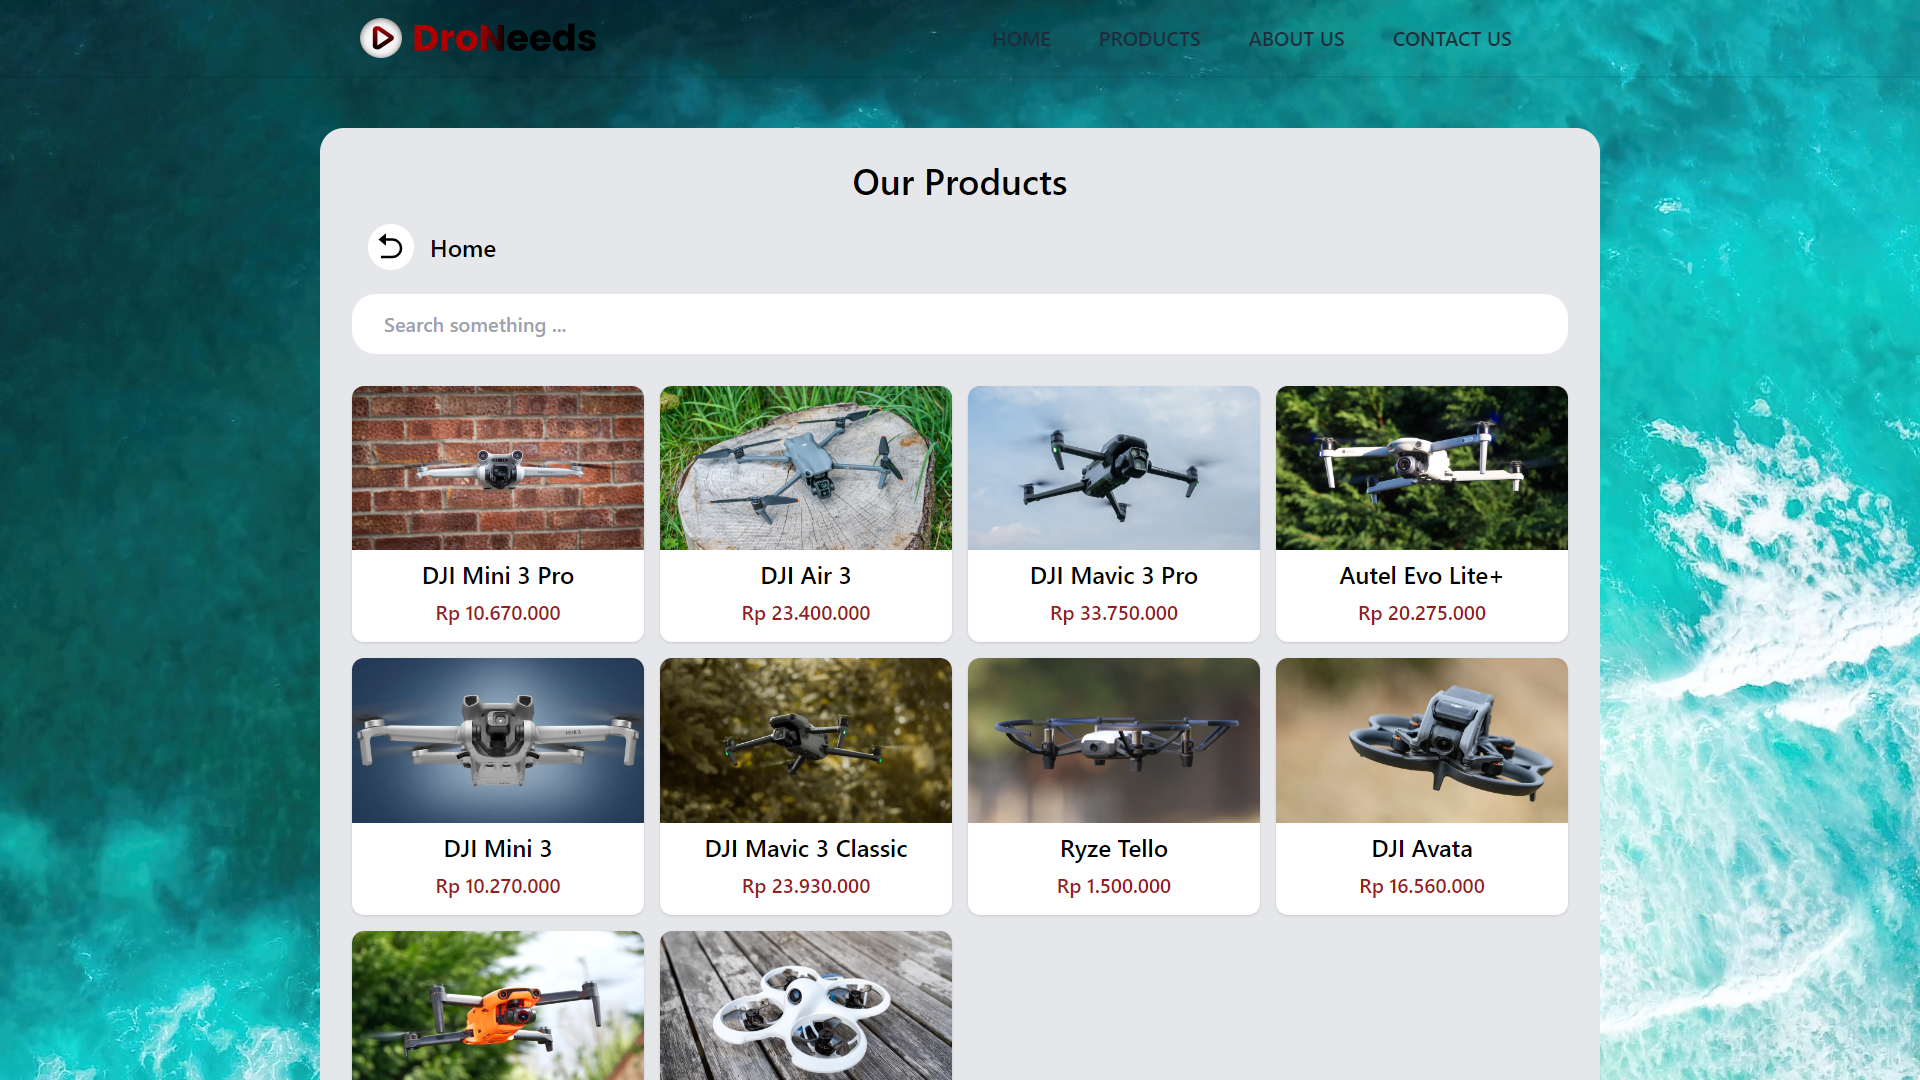 DroNeeds
HOME
PRODUCTS
ABOUT US
CONTACT US
Our Products
Home
Search something ...
DJI Mini 3 Pro
Rp 10.670.000
DJI Air 3
Rp 23.400.000
DJI Mavic 3 Pro
Rp 33.750.000
Autel Evo Lite+
Rp 20.275.000
MINI 3
DJI Mini 3
Rp 10.270.000
DJI Mavic 3 Classic
Rp 23.930.000
Ryze Tello
Rp 1.500.000
DJI Avata
Rp 16.560.000